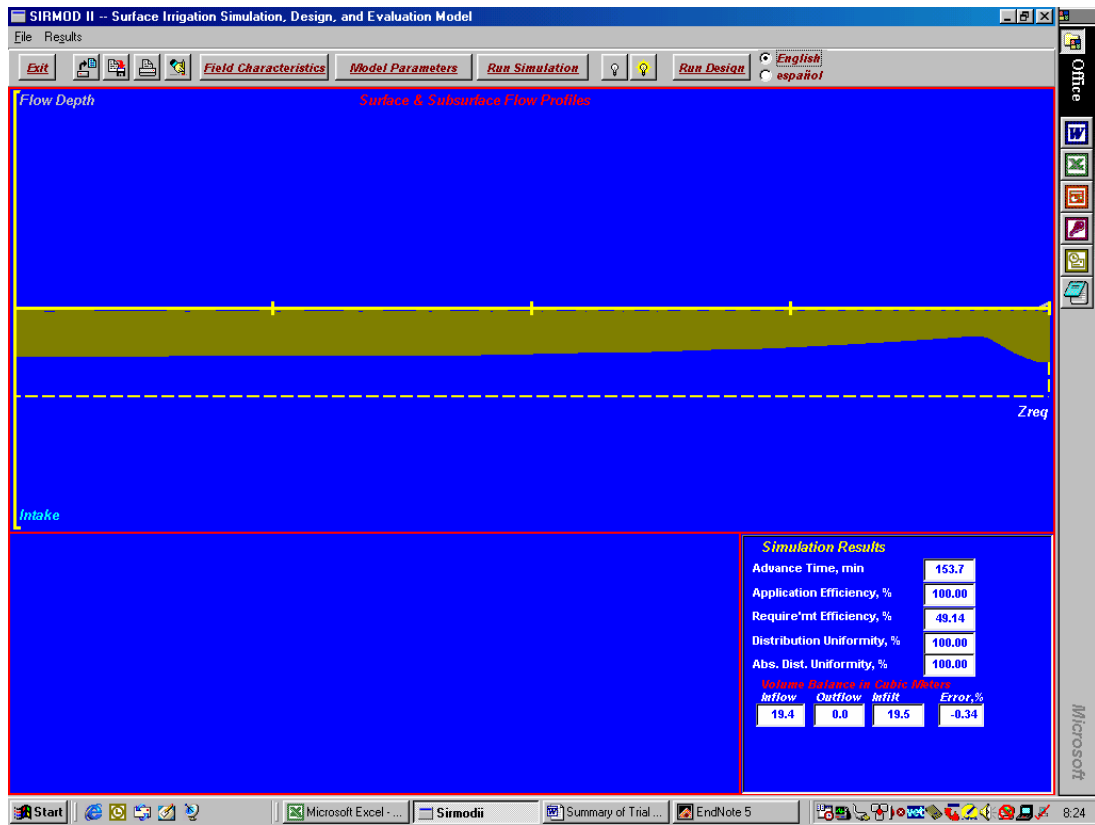 SIRMOD II -- Surface Irrigation Simulation, Design, and Evaluation Model
File Results
Exit Field Characteristics Model Parameters Run Simulation Run Design English
español
Office
Flow Depth Surface & Subsurface Flow Profiles
Zreq
Intake
Simulation Results
Advance Time, min 153.7
Application Efficiency, % 100.00
Require'mt Efficiency, % 49.14
Distribution Uniformity, % 100.00
Abs. Dist. Uniformity, % 100.00
Volume Balance in Cubic Meters
Inflow Outflow Infilt Error,%
19.4 0.0 19.5 -0.34
Microsoft
Start Microsoft Excel - ... Sirmodii Summary of Trial ... EndNote 5 vet 8:24